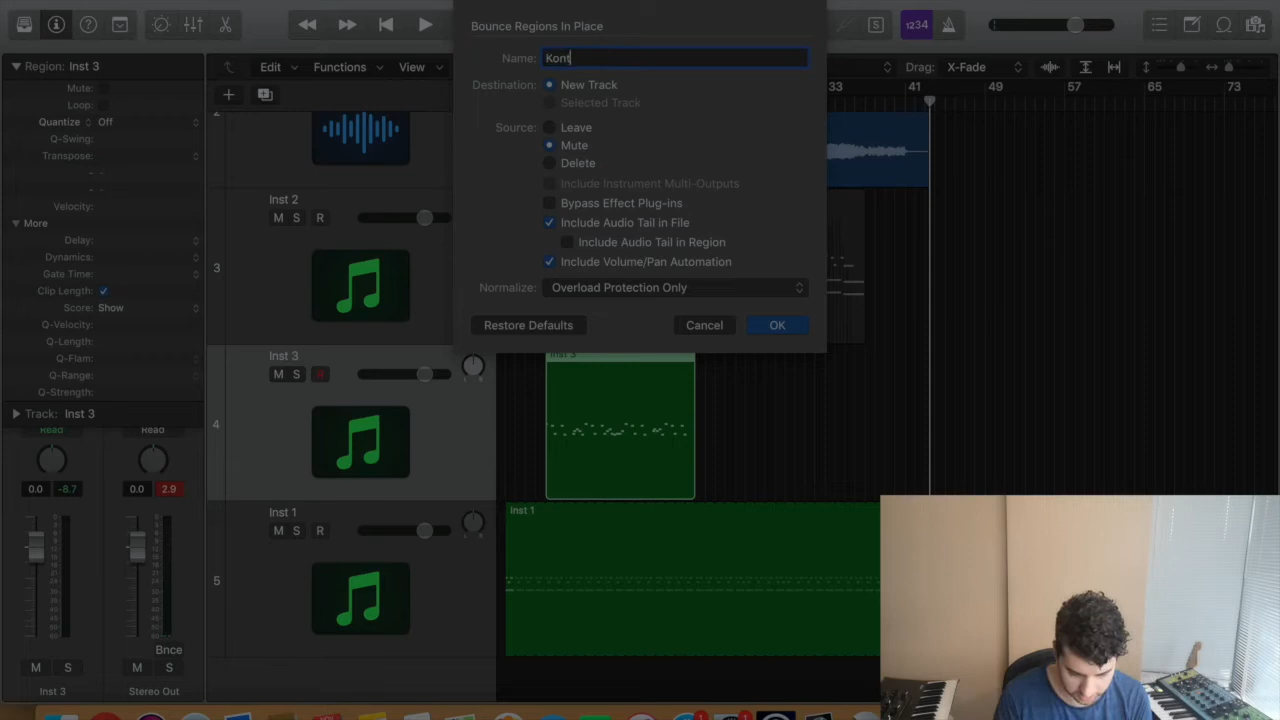 Bounce Regions In Place
1234
Region: Inst 3
Edit
Functions
View
Name: Kont
Drag: X-Fade
Mute:
Loop:
Quantize Off
Q-Swing:
Transpose:
Velocity:
More
Delay:
Dynamics:
Gate Time:
Clip Length:
Score: Show
Q-Velocity:
Q-Length:
Q-Flam:
Q-Range:
Q-Strength:
Track: Inst 3
Destination: New Track
Selected Track
Source: Leave
Mute
Delete
Include Instrument Multi-Outputs
Bypass Effect Plug-ins
Include Audio Tail in File
Include Audio Tail in Region
Include Volume/Pan Automation
Normalize: Overload Protection Only
Restore Defaults
Cancel
OK
33 41 49 55 65 73
Inst 2
M S R
3
Inst 3
M S
4
Inst 3
Inst 1
M S R
5
Inst 1
Read Read
0.0 -8.7 0.0 2.9
Bnce
M S M S
Inst 3 Stereo Out